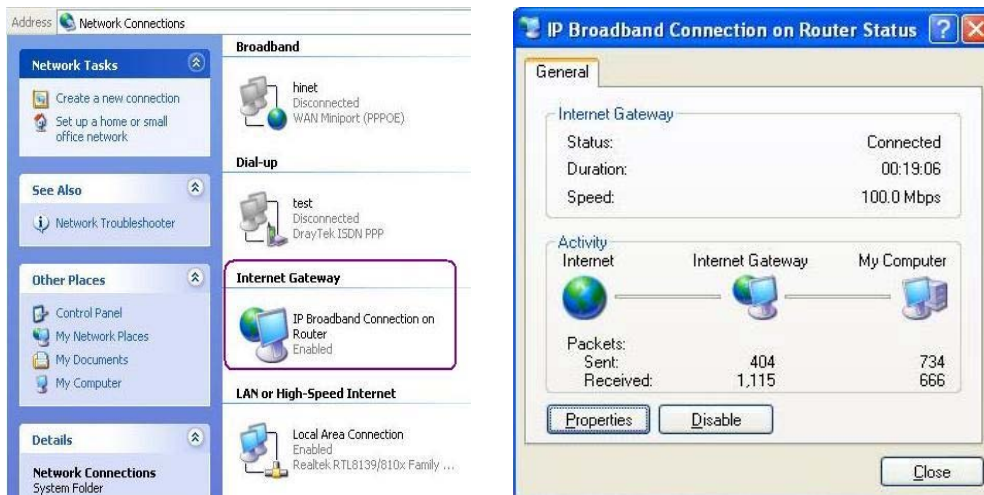 Address Network Connections
Network Tasks
Create a new connection
Set up a home or small
office network
See Also
Network Troubleshooter
Other Places
Control Panel
My Network Places
My Documents
My Computer
Details
Network Connections
System Folder
Broadband
hinet
Disconnected
WAN Miniport (PPPOE)
Dial-up
test
Disconnected
DrayTek ISDN PPP
Internet Gateway
IP Broadband Connection on
Router
Enabled
LAN or High-Speed Internet
Local Area Connection
Enabled
Realtek RTL8139/810x Family ...
IP Broadband Connection on Router Status
General
Internet Gateway
Status: Connected
Duration: 00:19:06
Speed: 100.0 Mbps
Activity
Internet Internet Gateway My Computer
Packets:
Sent: 404 734
Received: 1,115 666
Properties Disable
Close